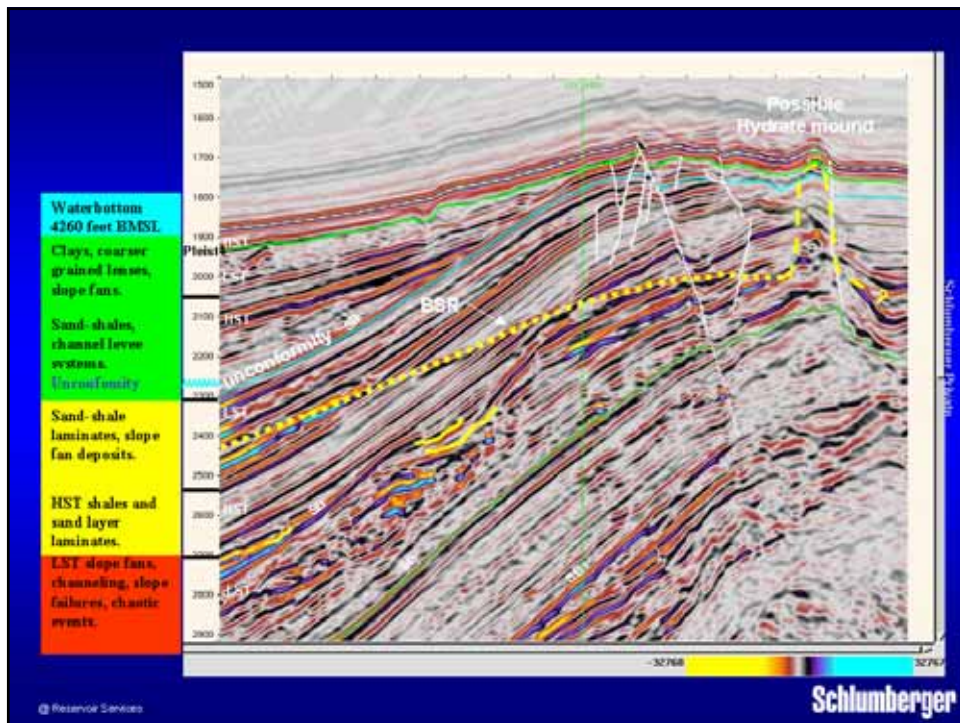 Possible
Hydrate mound
Waterbottom
4260 feet BMSL
Clays, coarser
grained lenses,
slope fans.
Sand-shales,
channel levee
systems.
Unconfomity
Sand-shale
laminates, slope
fan deposits.
HST shales and
sand layer
laminates.
LST slope fans,
channeling, slope
failures, chaotic
events.
1500
1600
1700
1800
1900
2000
2100
2200
2300
2400
2500
2600
2800
2900
HST
LST
HST
LST
HST
LST
unconformity
BSR
?
-32768
32767
Schlumberger Private
@ Reservoir Services
Schlumberger